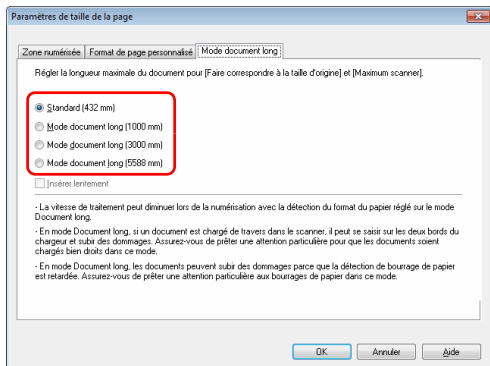 Paramètres de taille de la page
Zone numérisée Format de page personnalisé Mode document long
Régler la longueur maximale du document pour [Faire correspondre à la taille d'origine] et [Maximum scanner].
Standard (432 mm)
Mode document long (1000 mm)
Mode document long (3000 mm)
Mode document long (5588 mm)
Insérer lentement
- La vitesse de traitement peut diminuer lors de la numérisation avec la détection du format du papier réglé sur le mode
Document long.
- En mode Document long, si un document est chargé de travers dans le scanner, il peut se saisir sur les deux bords du
chargeur et subir des dommages. Assurez-vous de prêter une attention particulière pour que les documents soient
chargés bien droits dans ce mode.
- En mode Document long, les documents peuvent subir des dommages parce que la détection de bourrage de papier
est retardée. Assurez-vous de prêter une attention particulière aux bourrages de papier dans ce mode.
OK Annuler Aide